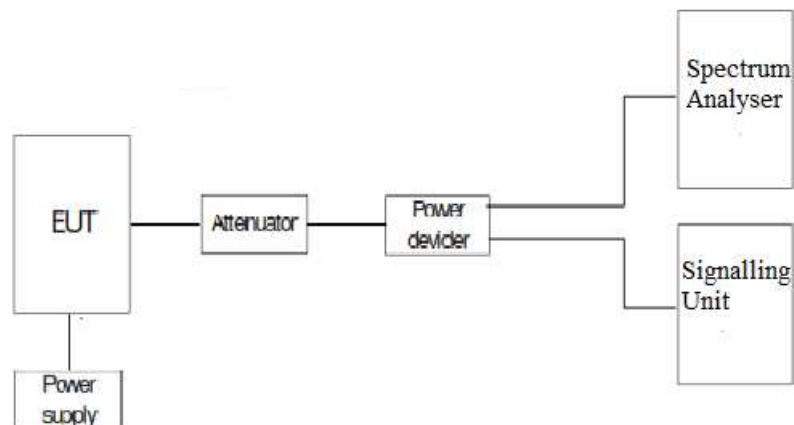 Spectrum
Analyser
EUT
Attenuator
Power
devider
Signalling
Unit
Power
supply